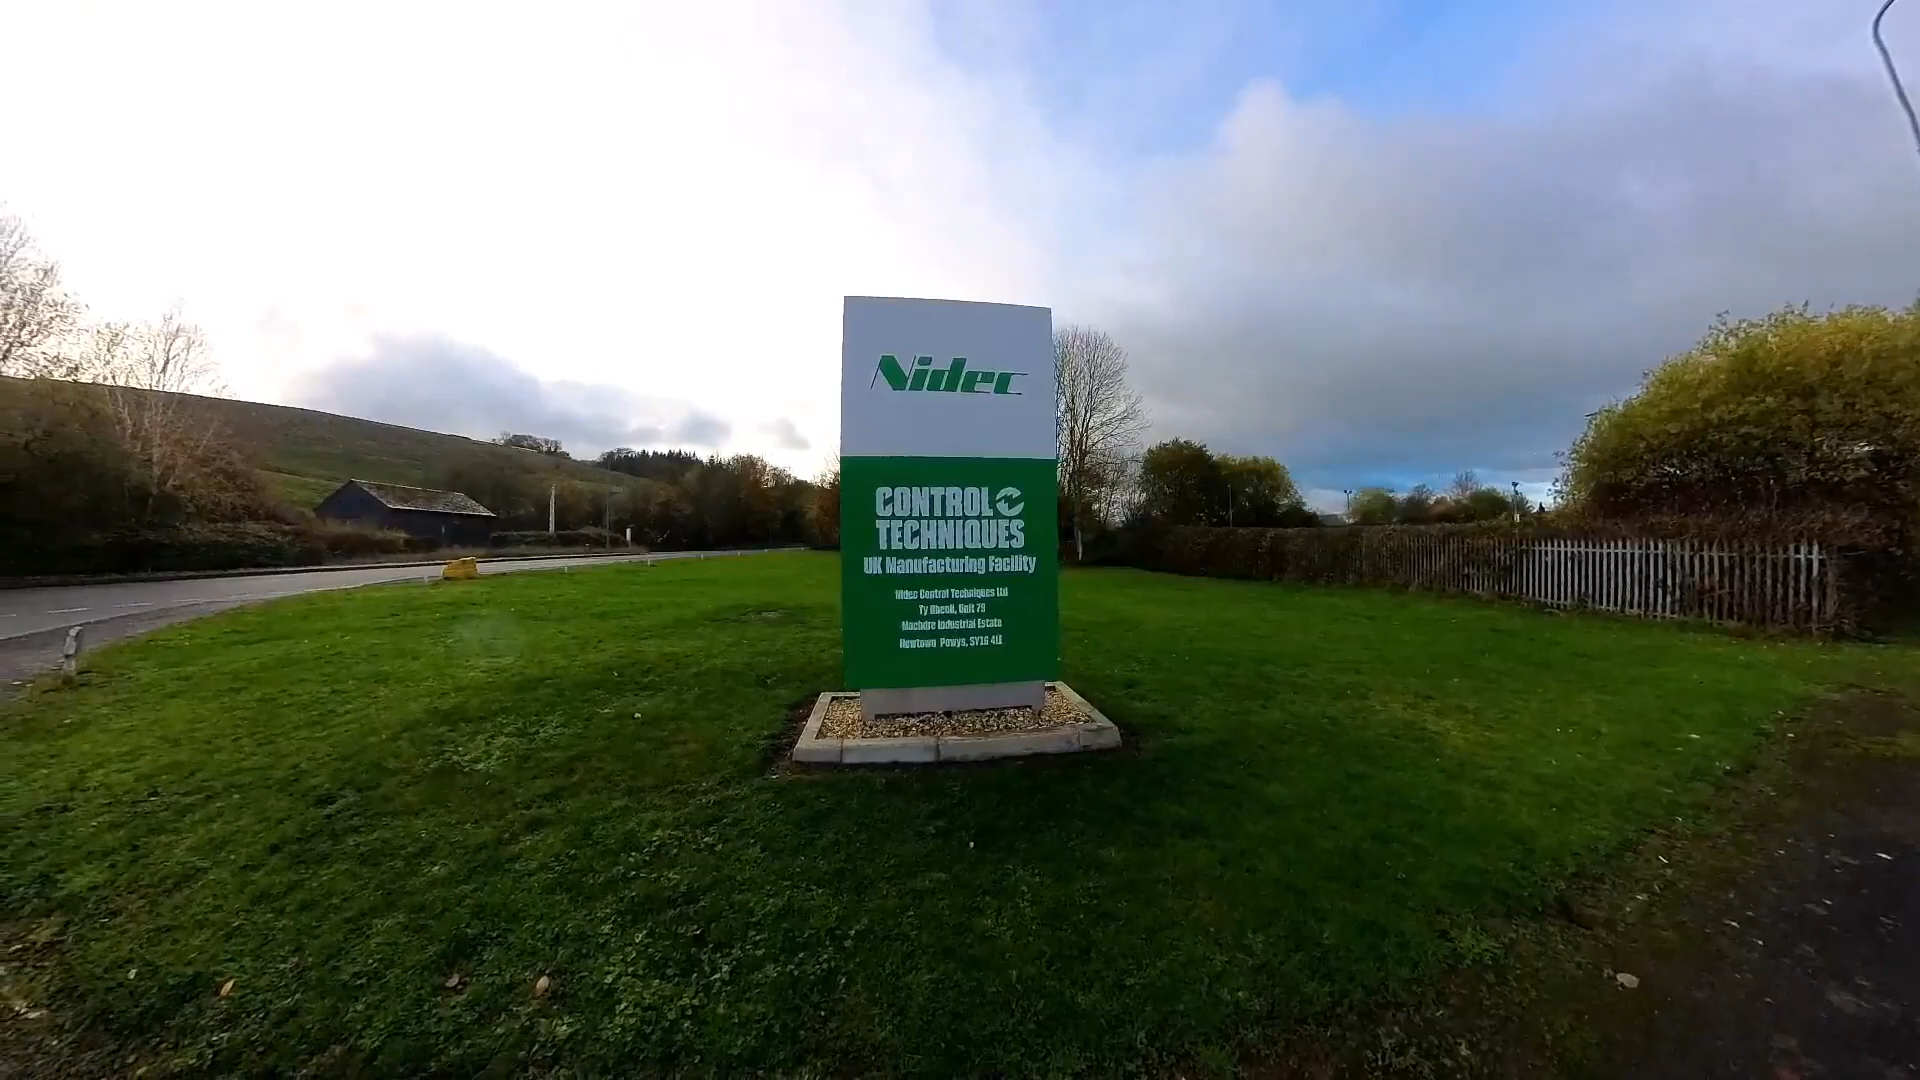 Nidec
CONTROL
TECHNIQUES
UK Manufacturing Facility
Nidec Control Techniques Ltd
Ty Rheoli, Unit 79
Mochdre Industrial Estate
Newtown Powys, SY16 4LE